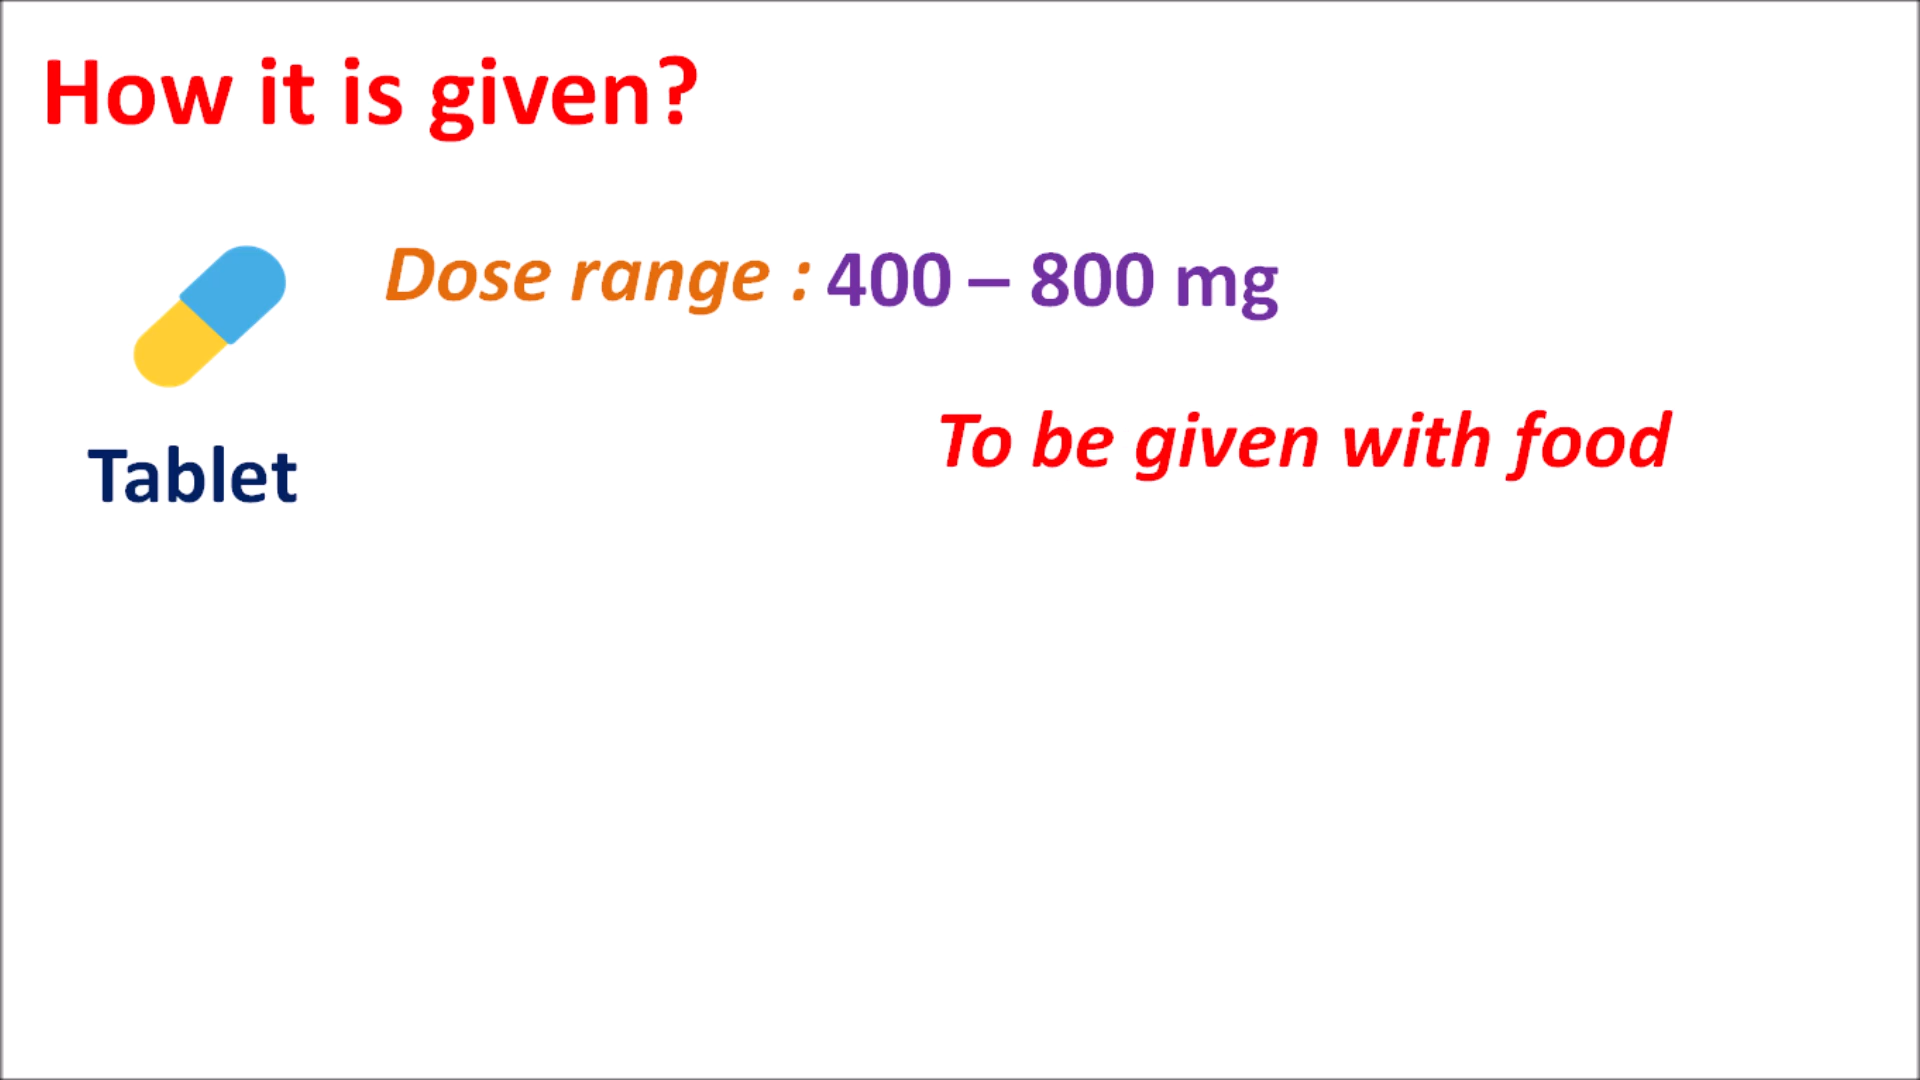 How it is given?
Dose range : 400 – 800 mg
To be given with food
Tablet